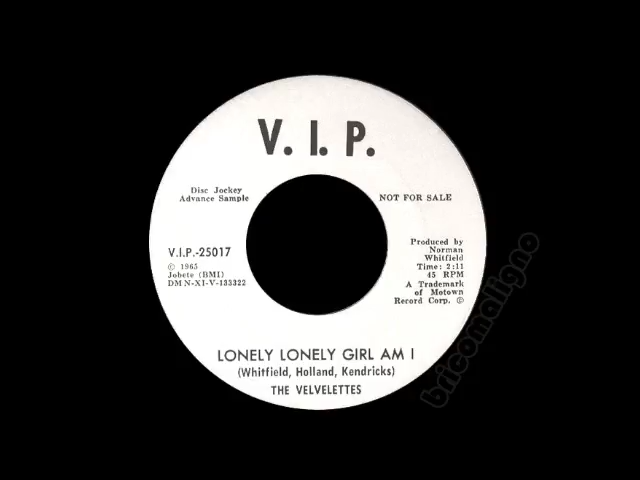 V. I. P.
Disc Jockey
Advance Sample
NOT FOR SALE
V.I.P.-25017
© 1965
Jobete (BMI)
DM N-XI-V-133322
Produced by
Norman
Whitfield
Time: 2:11
45 RPM
A Trademark
of Motown
Record Corp. ©
LONELY LONELY GIRL AM I
(Whitfield, Holland, Kendricks)
THE VELVELETTES
bricomaligno